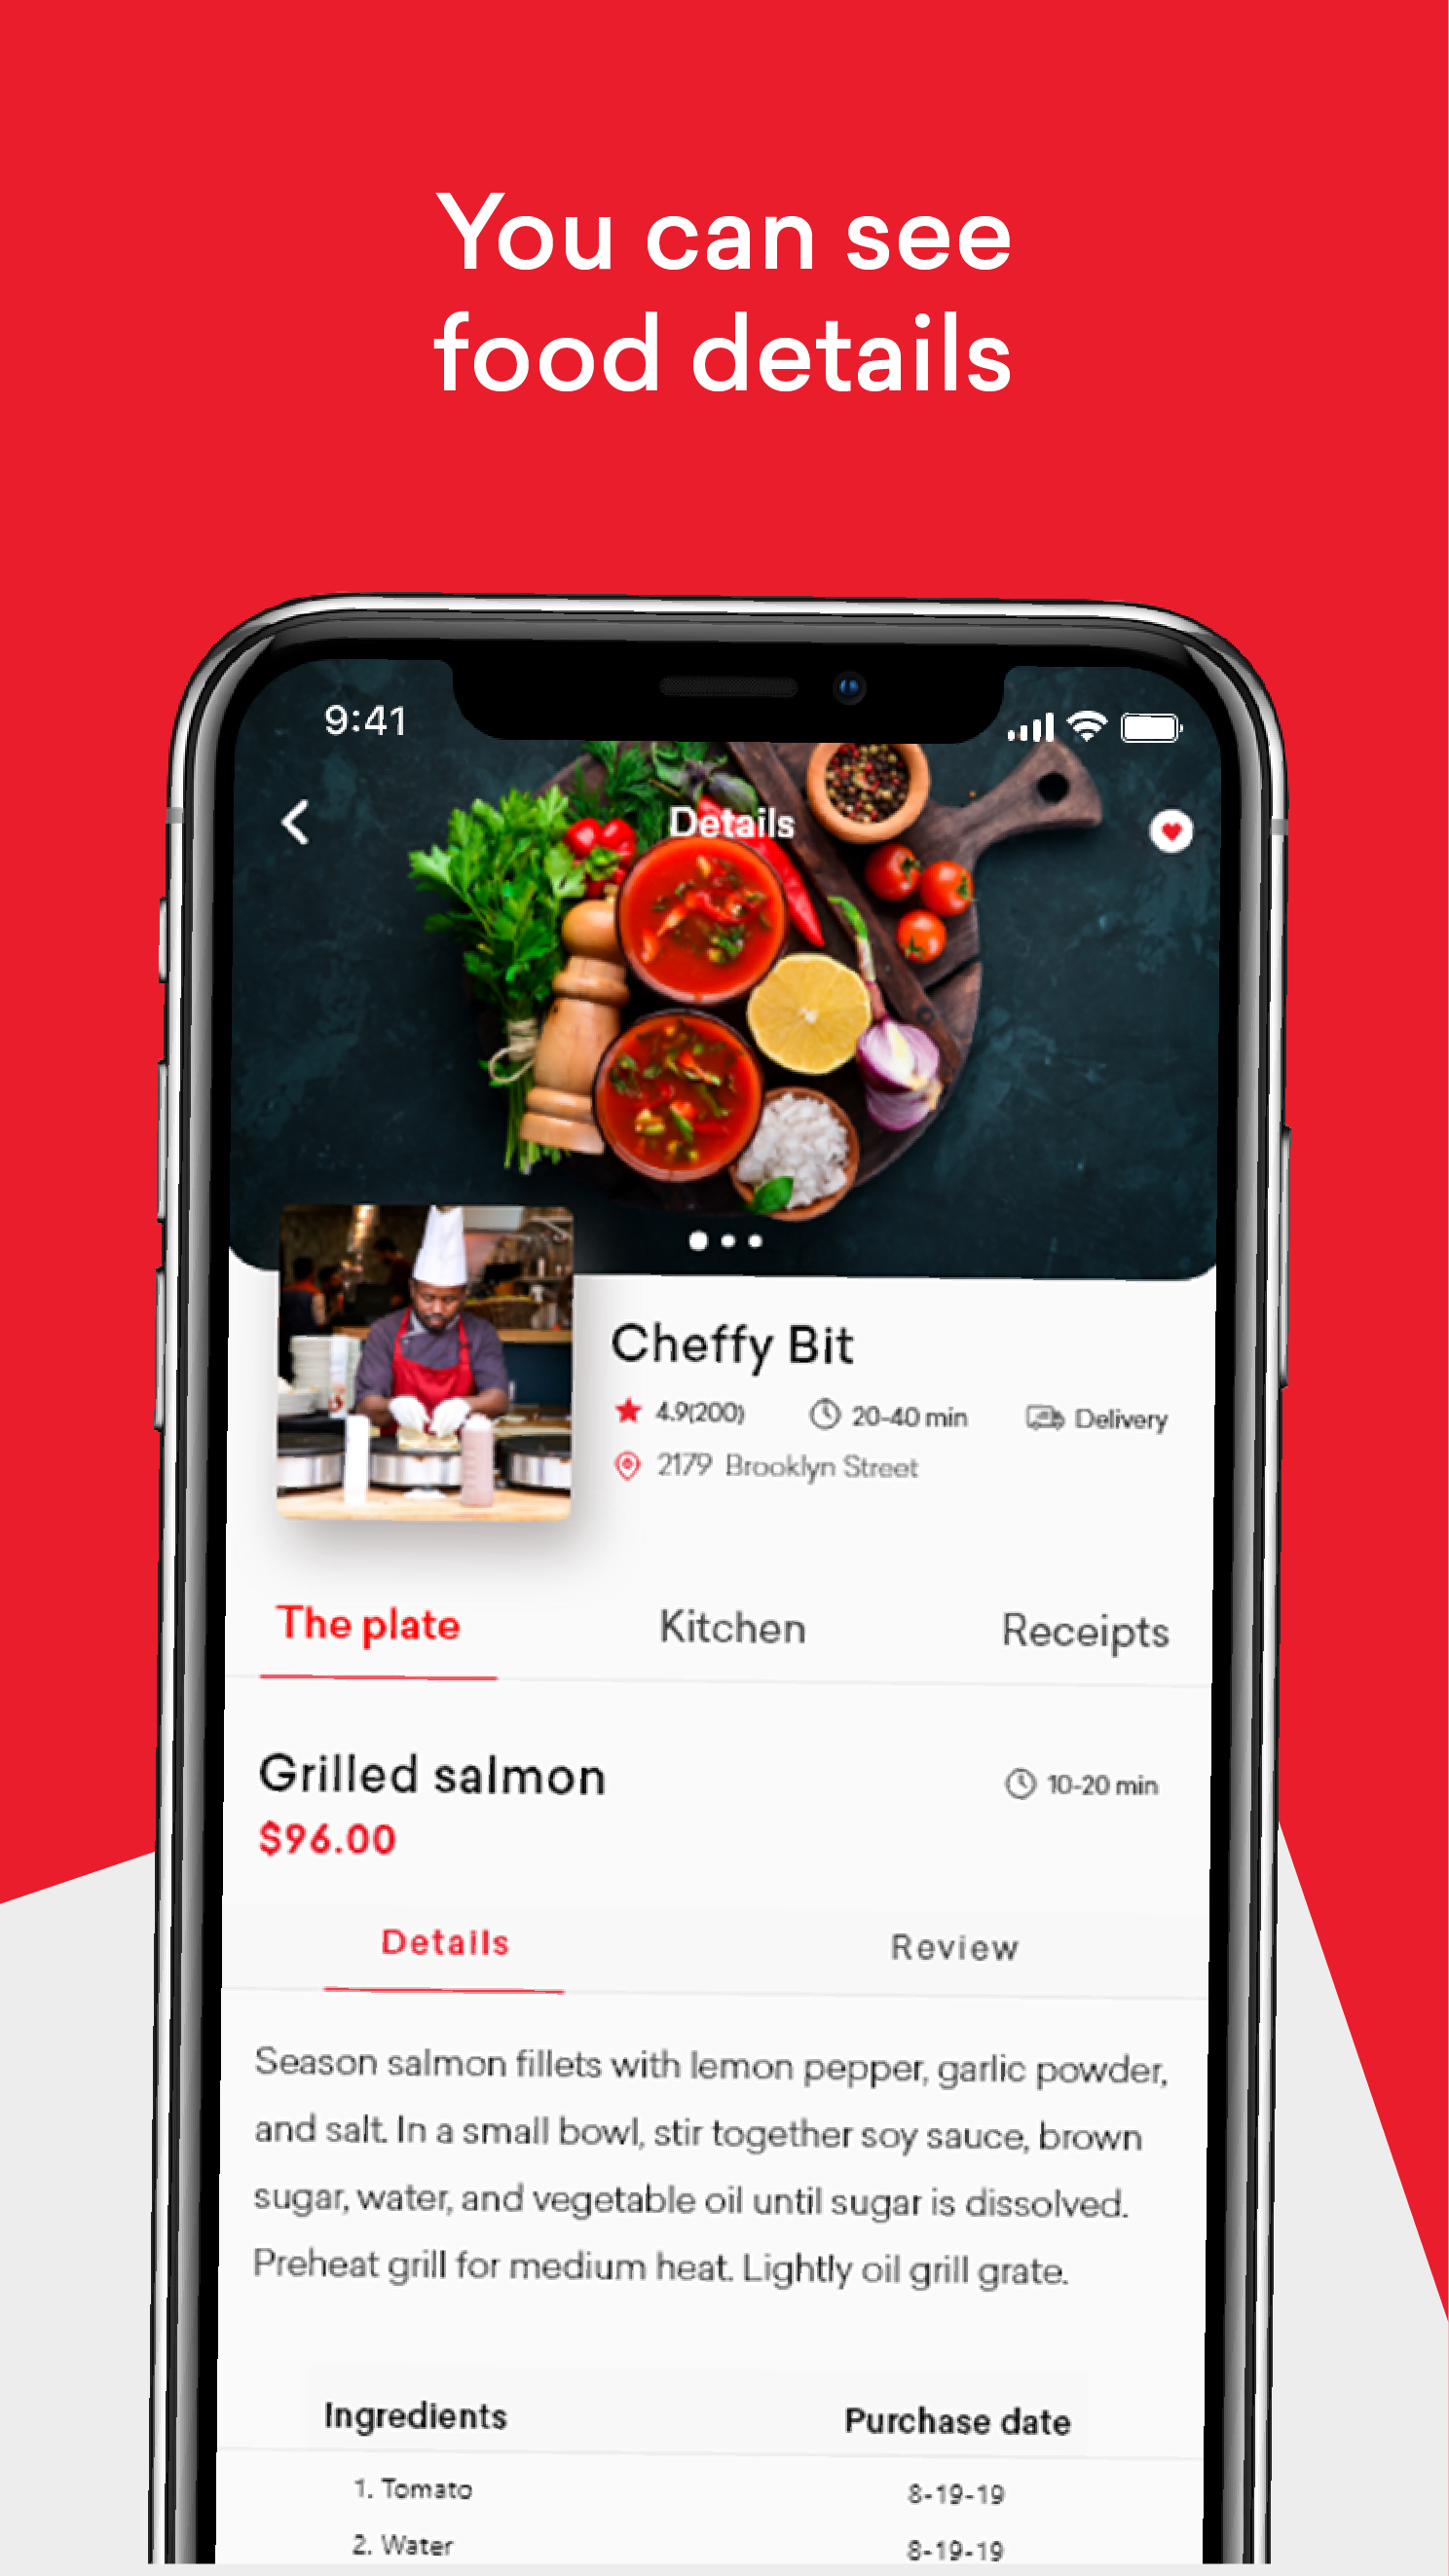 You can see
food details
9:41
Details
Cheffy Bit
4.9(200) 20-40 min Delivery
2179 Brooklyn Street
The plate Kitchen Receipts
Grilled salmon 10-20 min
$96.00
Details Review
Season salmon fillets with lemon pepper, garlic powder,
and salt. In a small bowl, stir together soy sauce, brown
sugar, water, and vegetable oil until sugar is dissolved.
Preheat grill for medium heat. Lightly oil grill grate.
Ingredients Purchase date
1. Tomato 8-19-19
2. Water 8-19-19